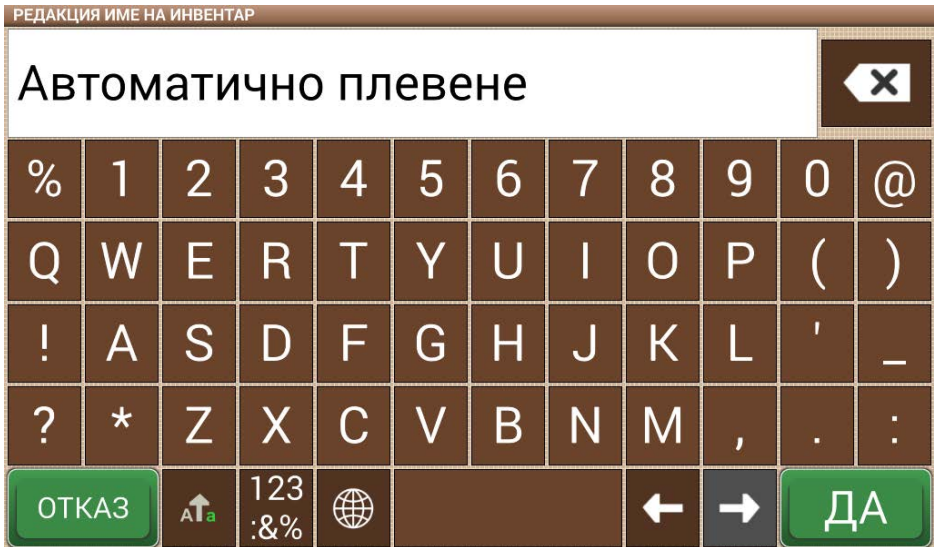 РЕДАКЦИЯ ИМЕ НА ИНВЕНТАР
Автоматично плевене
% 1 2 3 4 5 6 7 8 9 0 @
Q W E R T Y U I O P ( )
! A S D F G H J K L ' _
? * Z X C V B N M , . :
ОТКАЗ AТa 123 :&% ДА